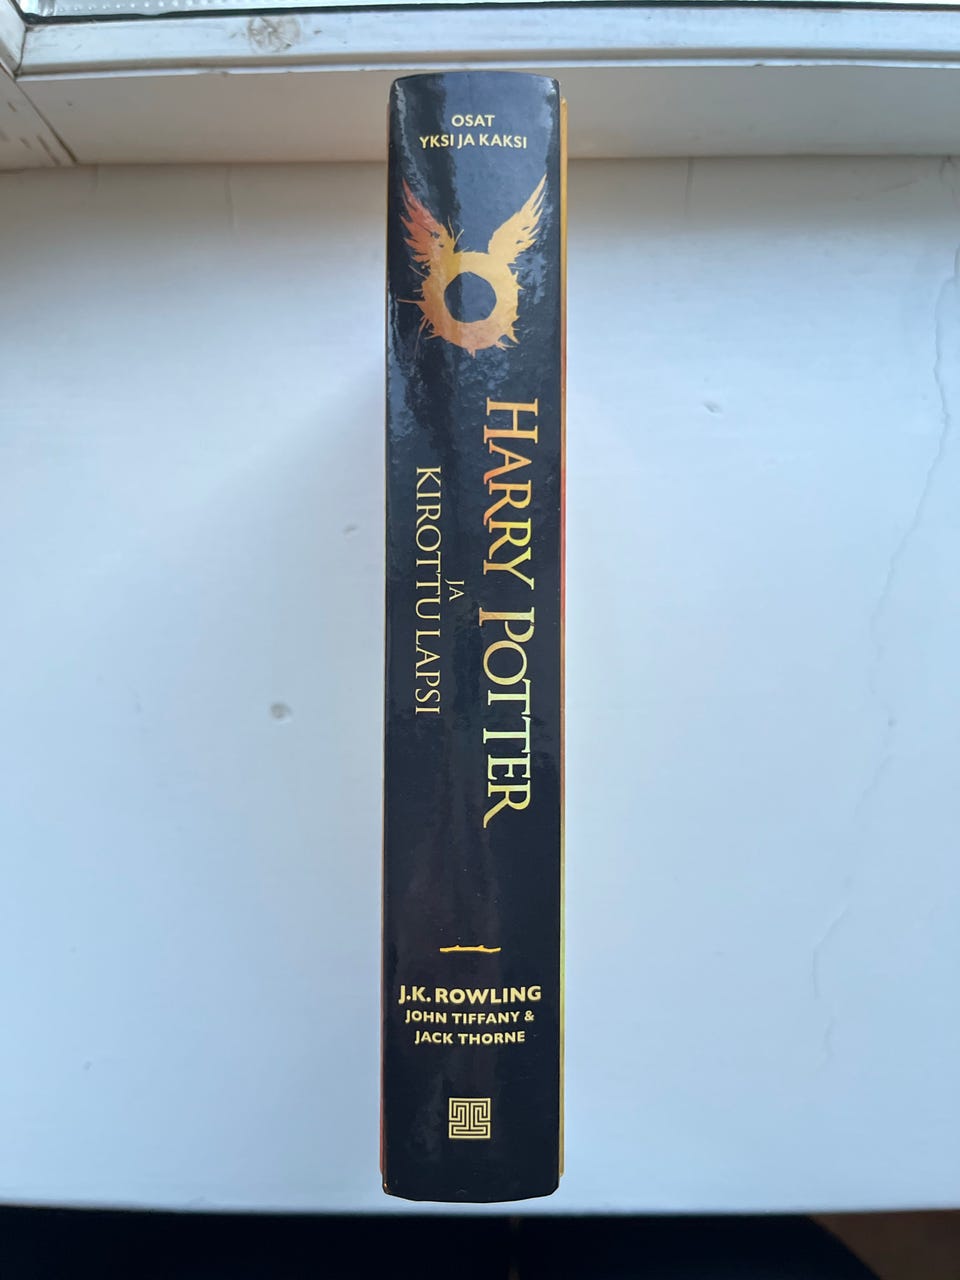 OSAT
YKSI JA KAKSI
HARRY POTTER
JA
KIROTTU LAPSI
J.K. ROWLING
JOHN TIFFANY &
JACK THORNE